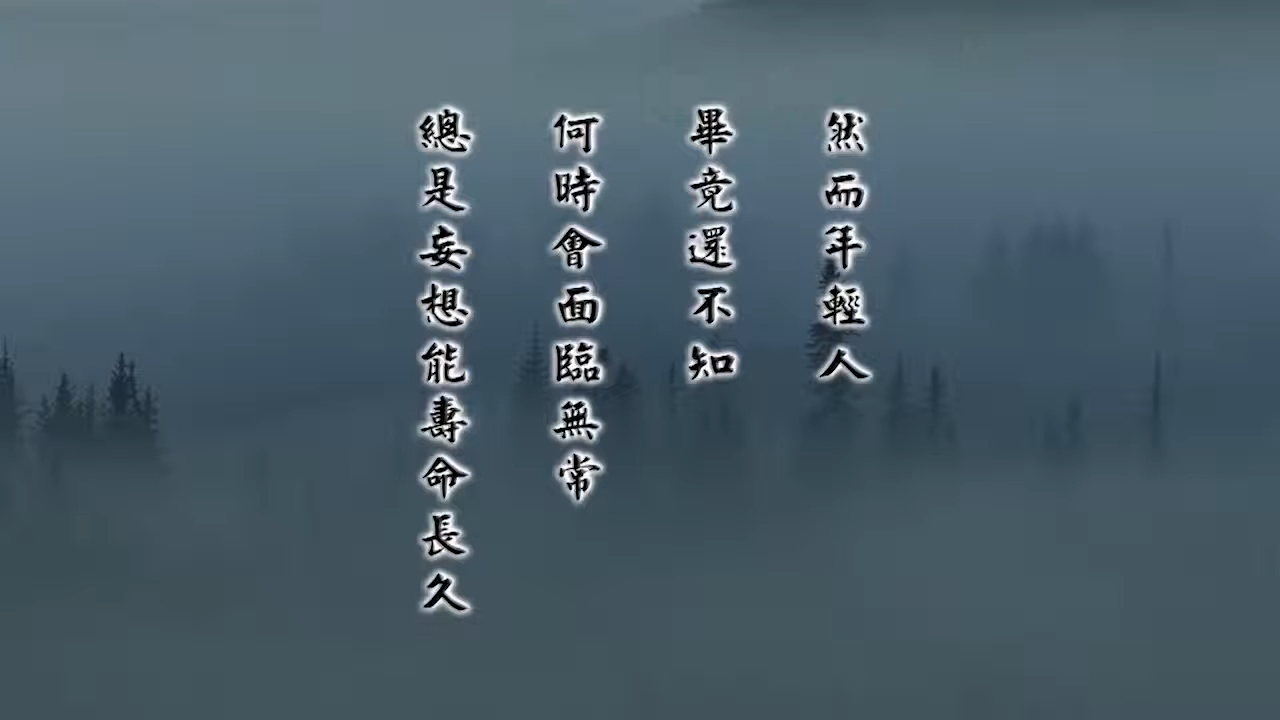 然而年輕人
畢竟還不知
何時會面臨無常
總是妄想能壽命長久